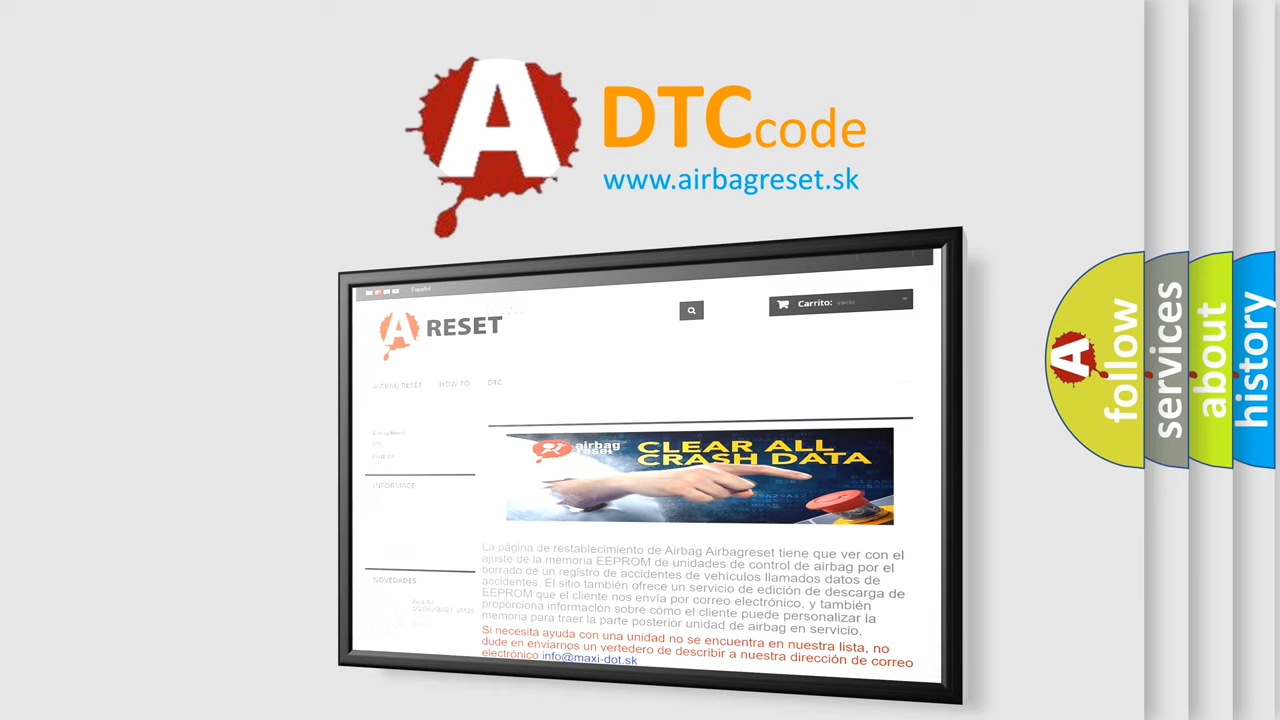 A
DTCcode
www.airbagreset.sk
Español
A RESET
Carrito: vacío
AIRBAG RESET HOW TO DTC
INFORMACE
NOVEDADES
airbag
reset
CLEAR ALL
CRASH DATA
La página de restablecimiento de Airbag Airbagreset tiene que ver con el
ajuste de la memoria EEPROM de unidades de control de airbag por el
borrado de un registro de accidentes de vehículos llamados datos de
accidentes. El sitio también ofrece un servicio de edición de descarga de
EEPROM que el cliente nos envía por correo electrónico, y también
proporciona información sobre cómo el cliente puede personalizar la
memoria para traer la parte posterior unidad de airbag en servicio.
Si necesita ayuda con una unidad no se encuentra en nuestra lista, no
dude en enviarnos un vertedero de describir a nuestra dirección de correo
electrónico info@maxi-dot.sk
A
follow
services
about
history